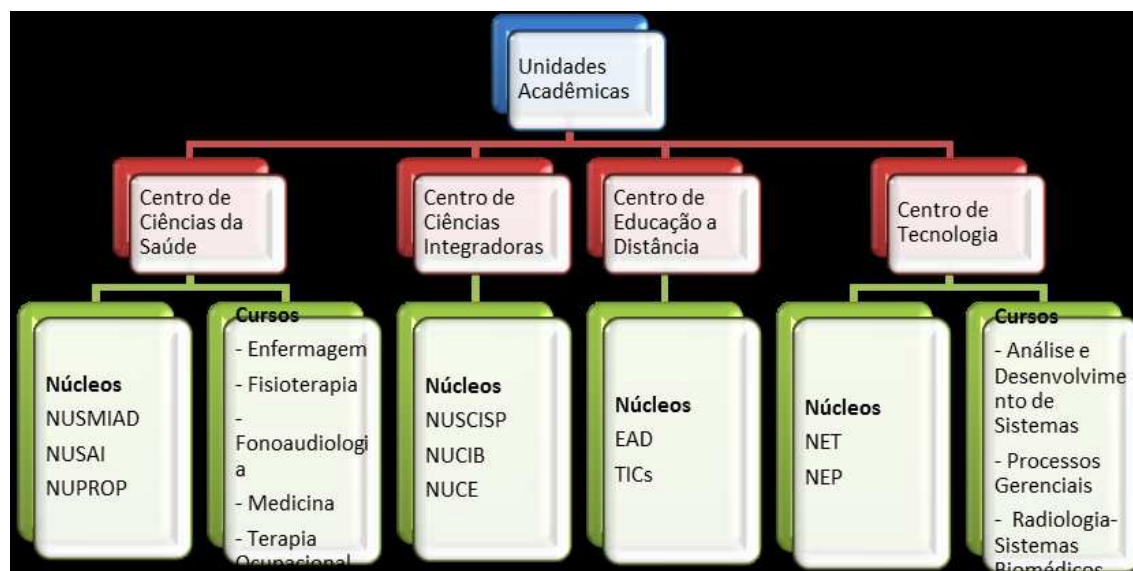 Unidades
Acadêmicas
Centro de
Ciências da
Saúde
Centro de
Ciências
Integradoras
Centro de
Educação a
Distância
Centro de
Tecnologia
Núcleos
NUSMIAD
NUSAI
NUPROP
Cursos
- Enfermagem
- Fisioterapia
-
Fonoaudiologi
a
- Medicina
- Terapia
Ocupacional
Núcleos
NUSCISP
NUCIB
NUCE
Núcleos
EAD
TICs
Núcleos
NET
NEP
Cursos
- Análise e
Desenvolvime
nto de
Sistemas
- Processos
Gerenciais
- Radiologia-
Sistemas
Biomédicos